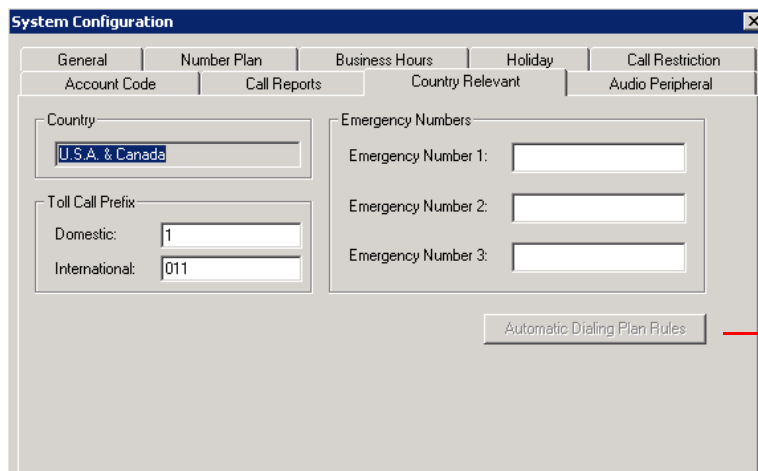 System Configuration
General Number Plan Business Hours Holiday Call Restriction
Account Code Call Reports Country Relevant Audio Peripheral
Country
U.S.A. & Canada
Toll Call Prefix
Domestic: 1
International: 011
Emergency Numbers
Emergency Number 1:
Emergency Number 2:
Emergency Number 3:
Automatic Dialing Plan Rules